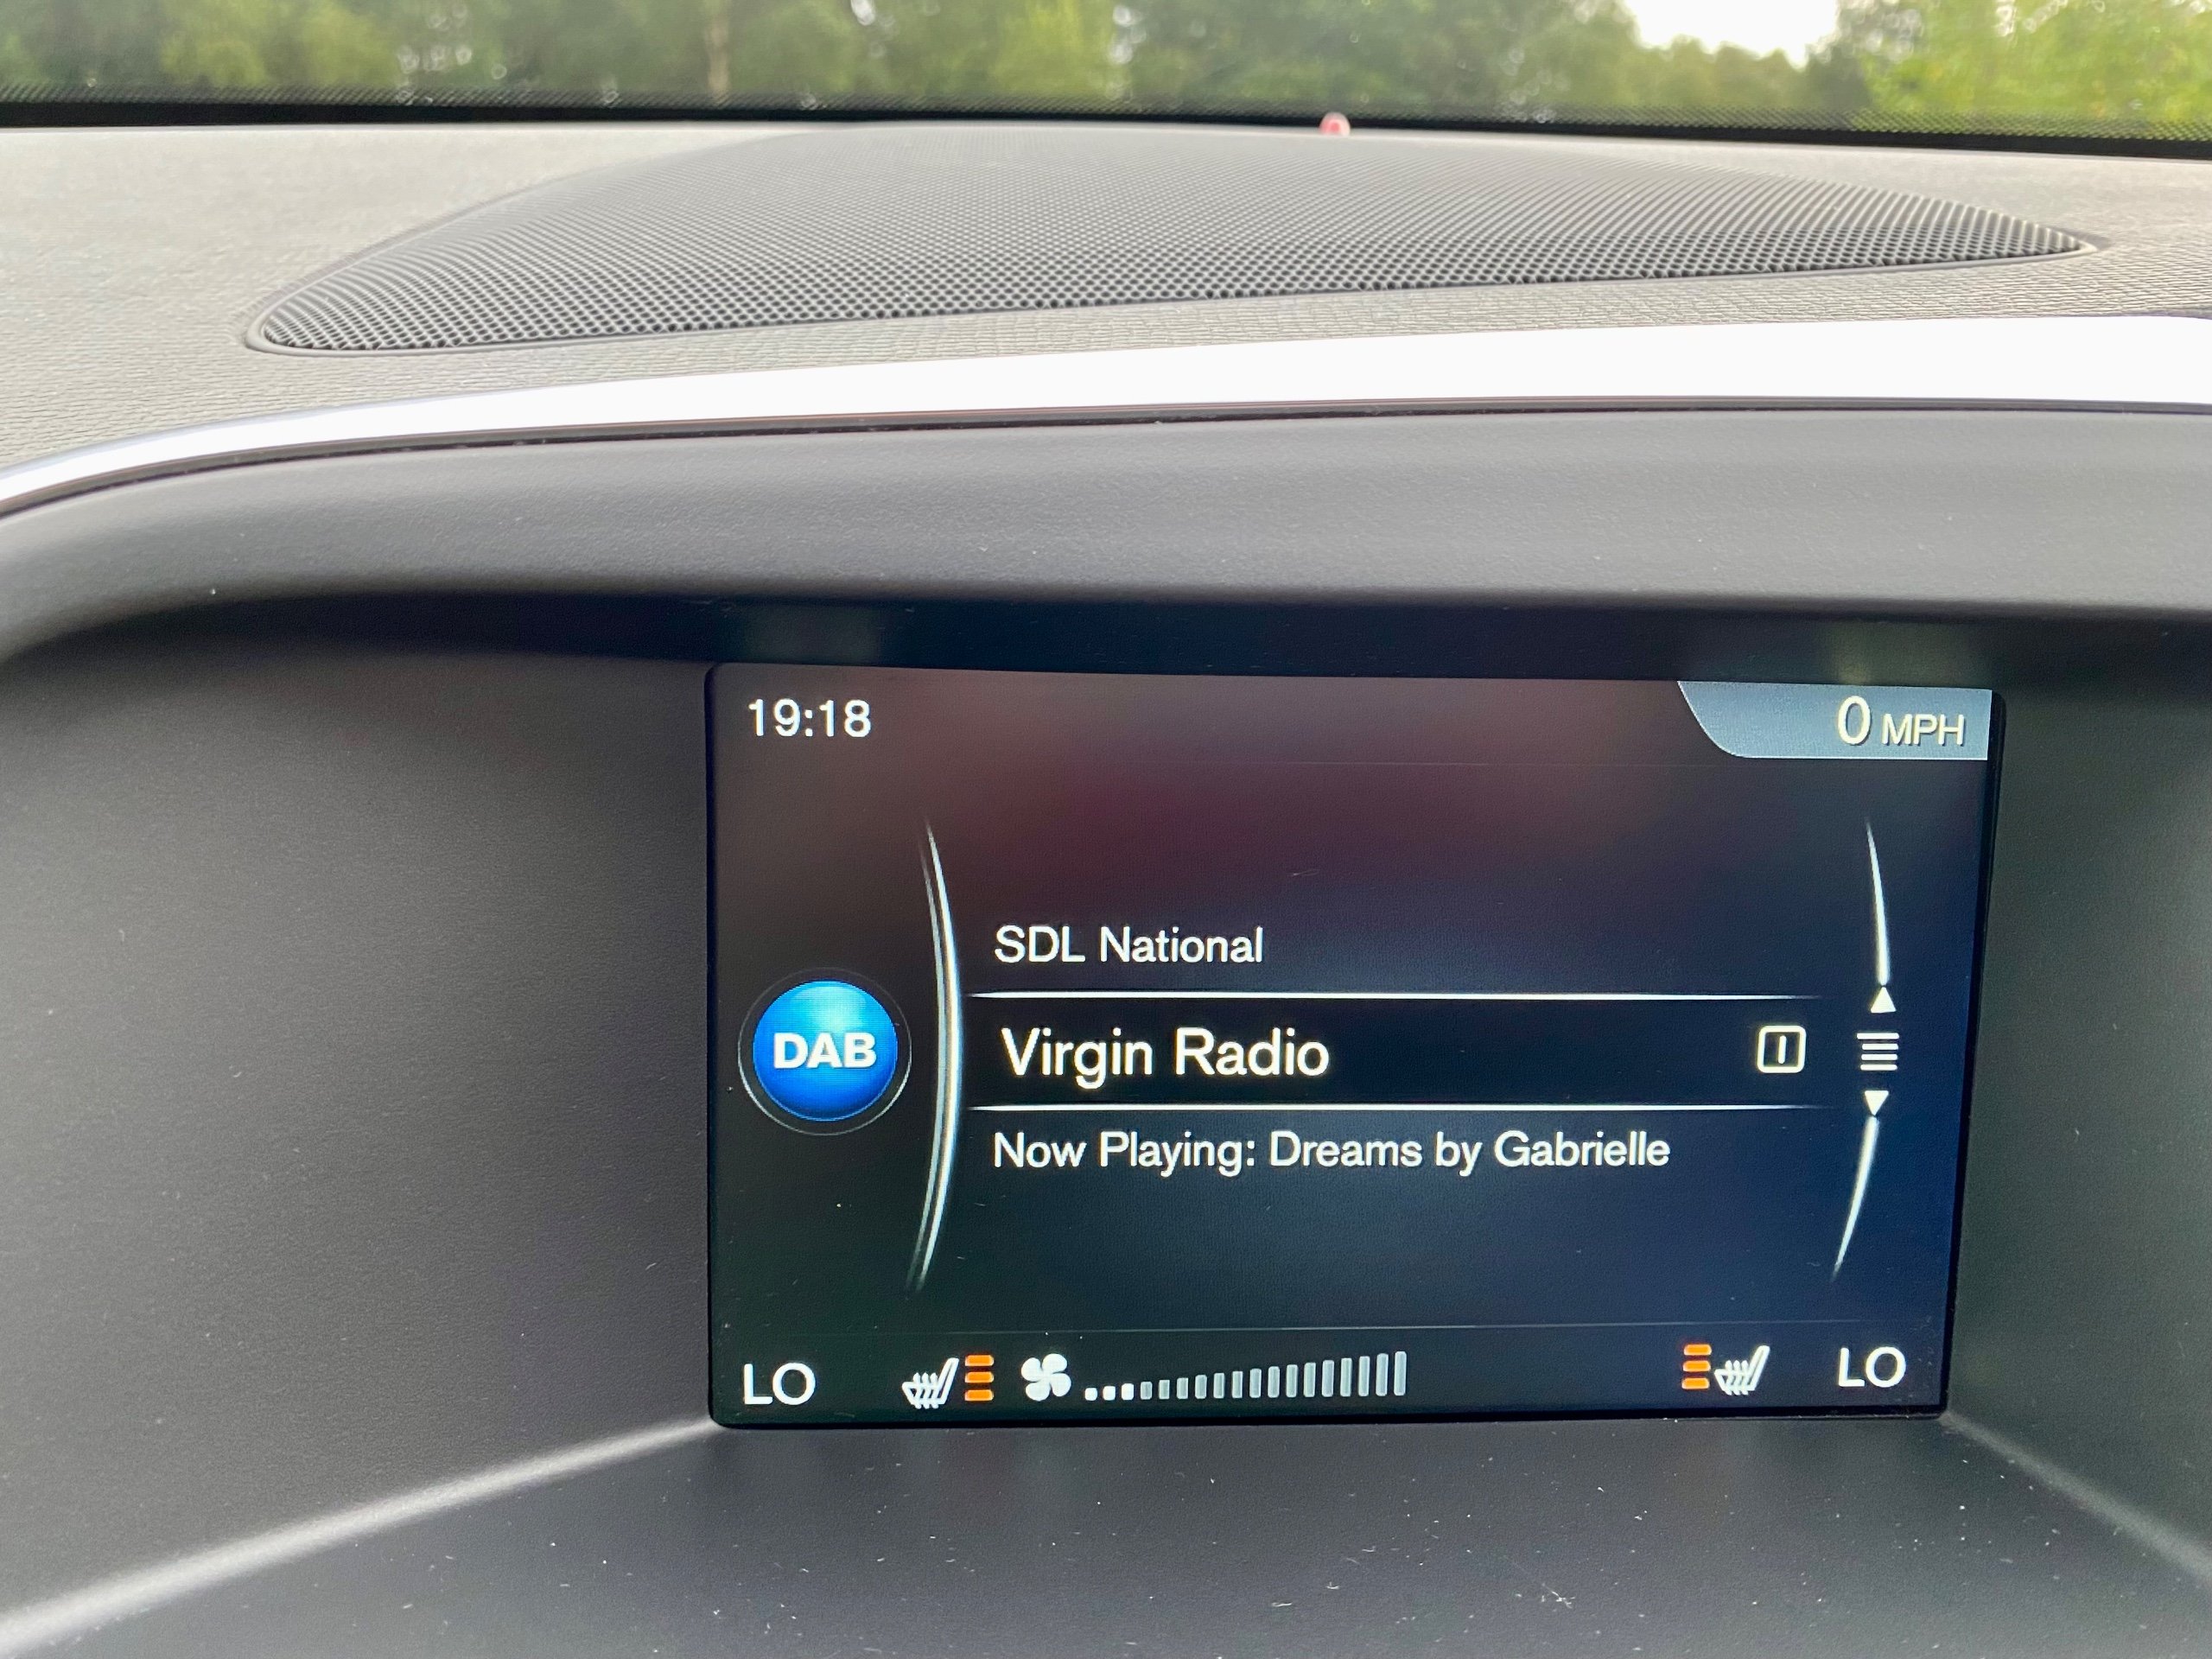 19:18
0 MPH
SDL National
DAB
Virgin Radio
Now Playing: Dreams by Gabrielle
LO
LO